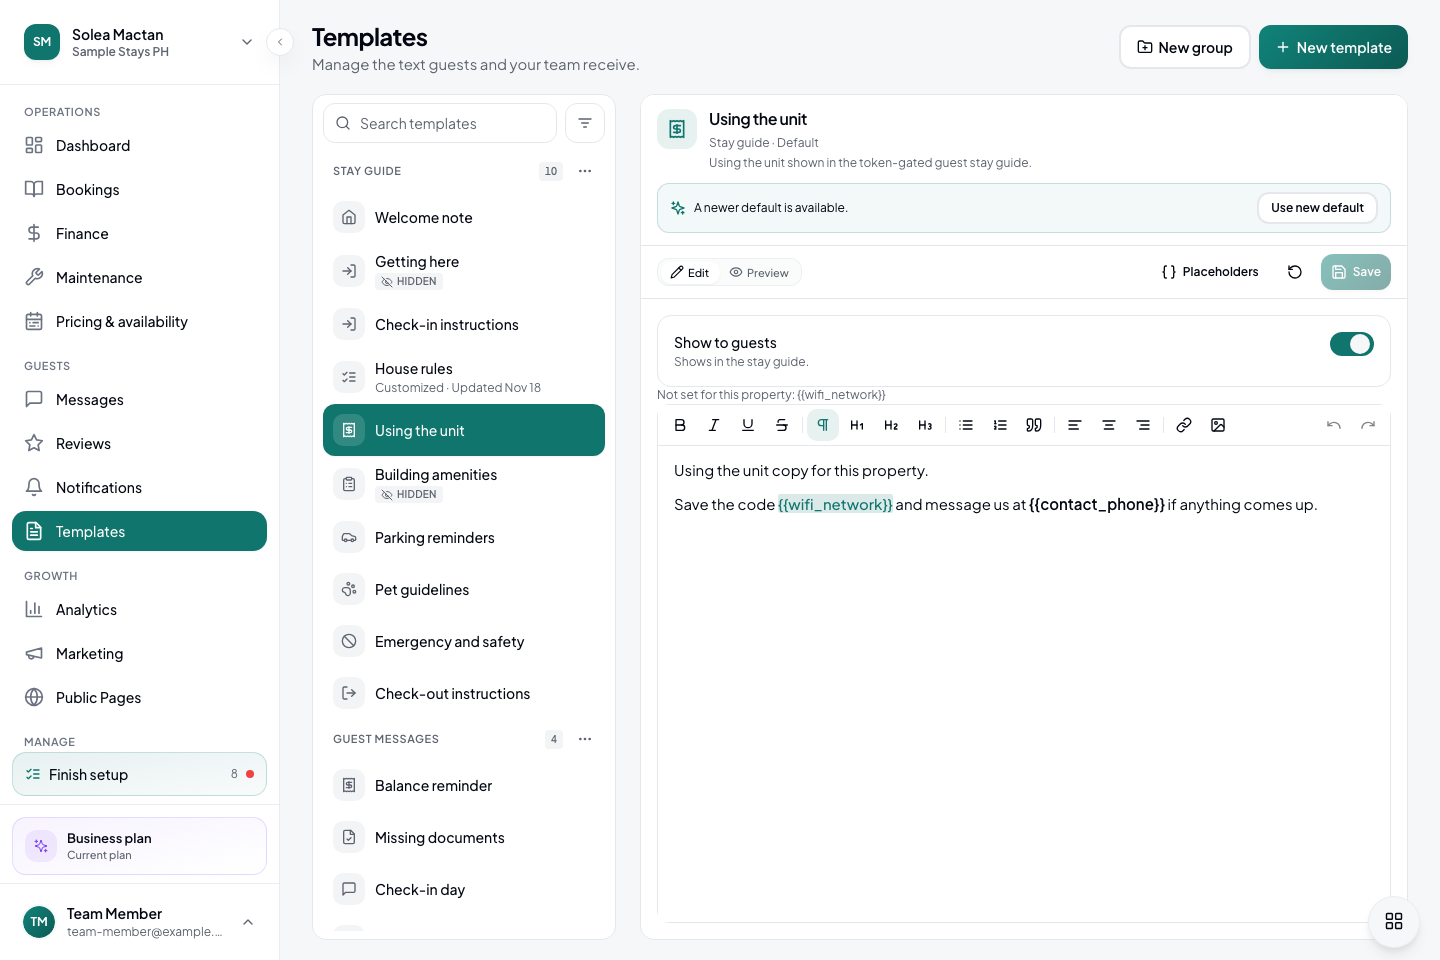 SM
Solea Mactan
Sample Stays PH
OPERATIONS
Dashboard
Bookings
Finance
Maintenance
Pricing & availability
GUESTS
Messages
Reviews
Notifications
Templates
GROWTH
Analytics
Marketing
Public Pages
MANAGE
Finish setup 8
Business plan
Current plan
TM
Team Member
team-member@example....
Templates
Manage the text guests and your team receive.
New group
New template
Search templates
STAY GUIDE 10
Welcome note
Getting here
HIDDEN
Check-in instructions
House rules
Customized · Updated Nov 18
Using the unit
Building amenities
HIDDEN
Parking reminders
Pet guidelines
Emergency and safety
Check-out instructions
GUEST MESSAGES 4
Balance reminder
Missing documents
Check-in day
Using the unit
Stay guide · Default
Using the unit shown in the token-gated guest stay guide.
A newer default is available.
Use new default
Edit Preview
Placeholders
Save
Show to guests
Shows in the stay guide.
Not set for this property: {{wifi_network}}
B I U S ¶ H1 H2 H3
Using the unit copy for this property.
Save the code {{wifi_network}} and message us at {{contact_phone}} if anything comes up.